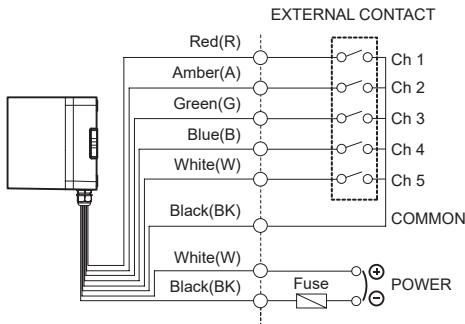 EXTERNAL CONTACT
Red(R)
Ch 1
Amber(A)
Ch 2
Green(G)
Ch 3
Blue(B)
Ch 4
White(W)
Ch 5
Black(BK)
COMMON
White(W)
⊕
Black(BK)
Fuse
POWER
⊖